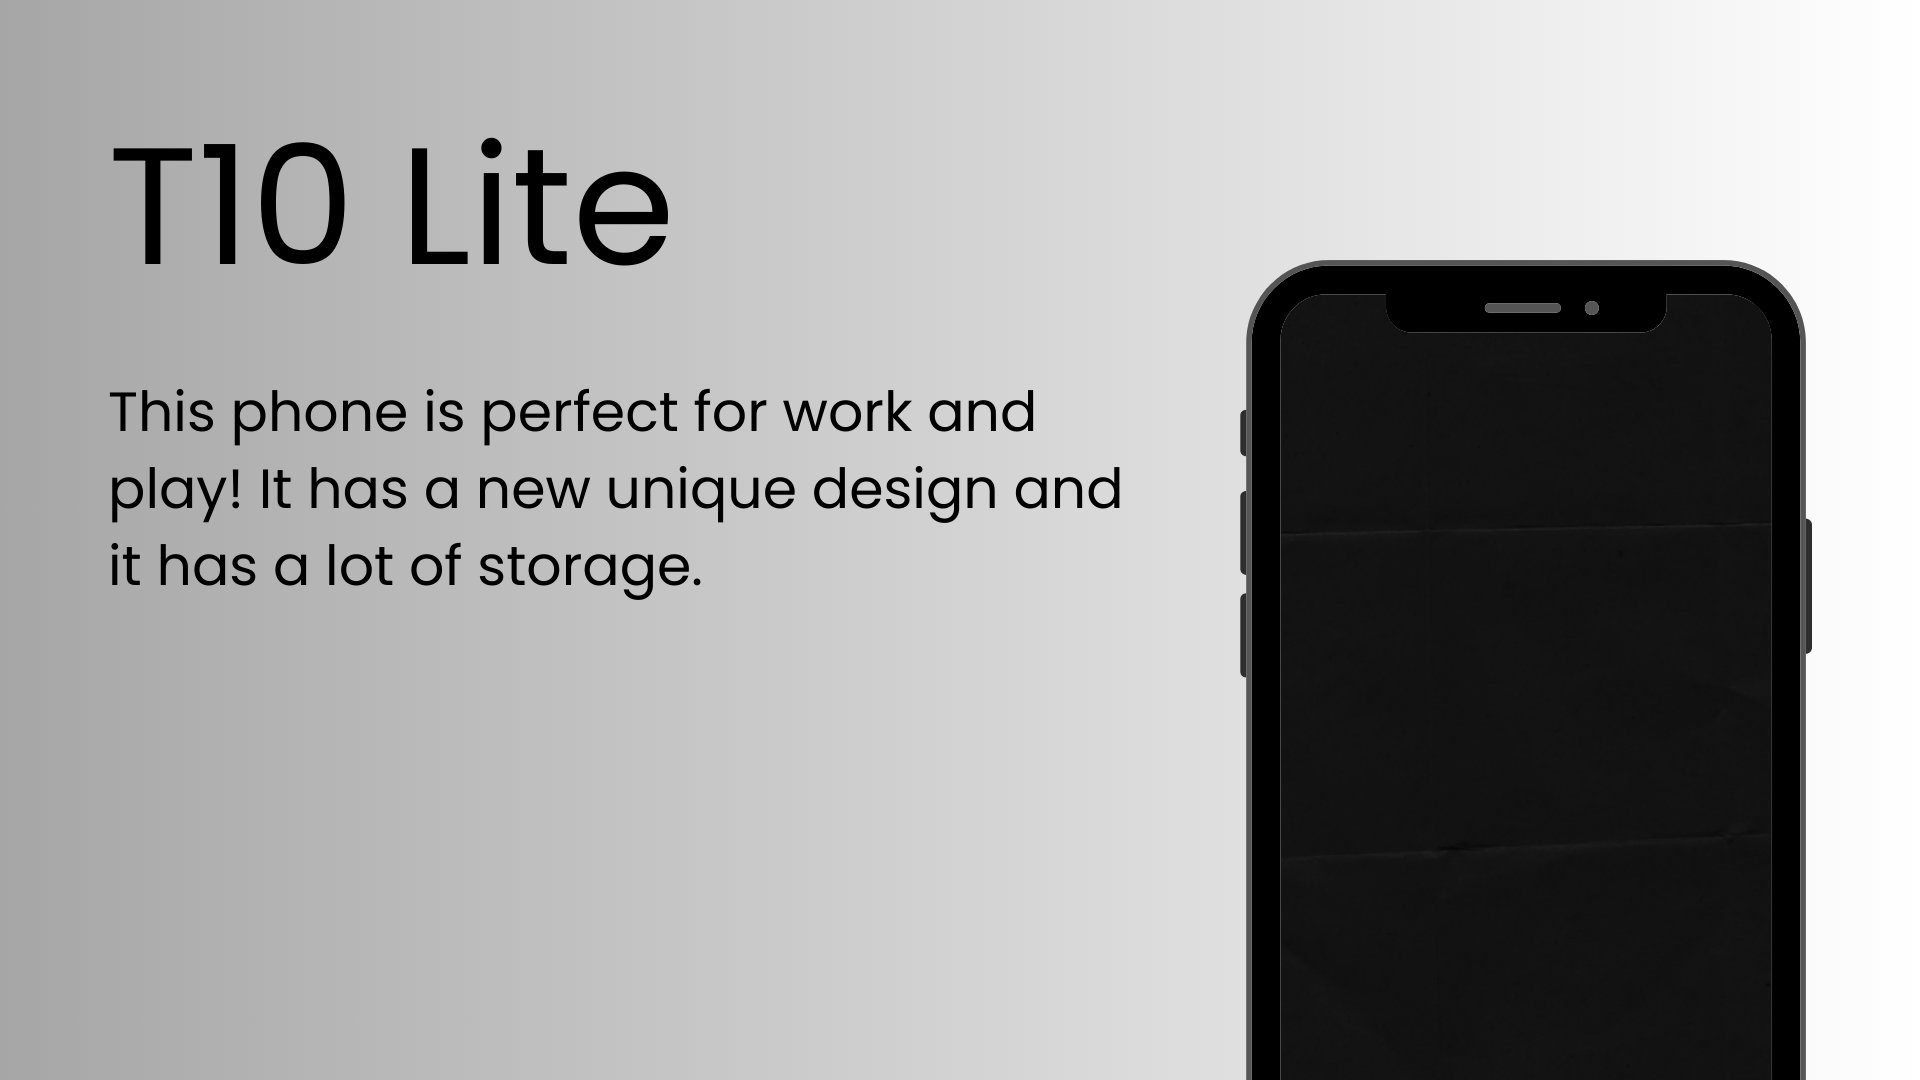 T10 Lite
This phone is perfect for work and
play! It has a new unique design and
it has a lot of storage.